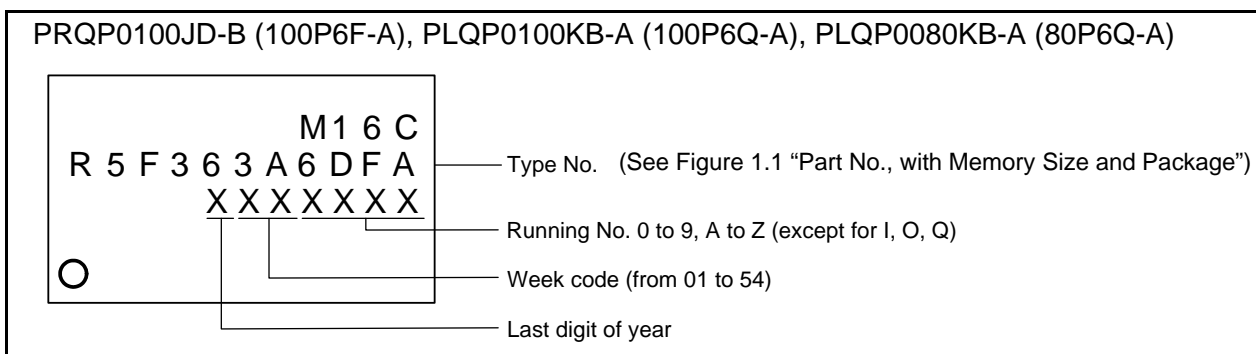 PRQP0100JD-B (100P6F-A), PLQP0100KB-A (100P6Q-A), PLQP0080KB-A (80P6Q-A)
M16C
R5F363A6DFA
Type No. (See Figure 1.1 “Part No., with Memory Size and Package”)
XXXXXXX
Running No. 0 to 9, A to Z (except for I, O, Q)
Week code (from 01 to 54)
Last digit of year